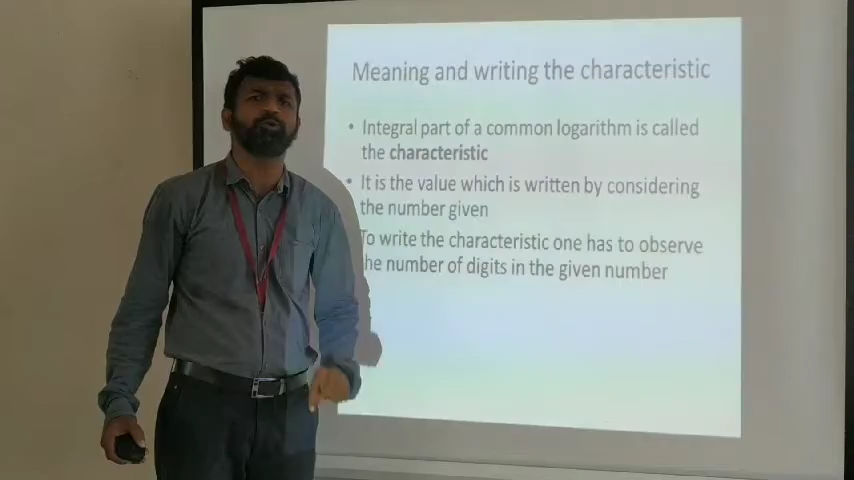 Meaning and writing the characteristic
• Integral part of a common logarithm is called
the characteristic
• It is the value which is written by considering
the number given
To write the characteristic one has to observe
he number of digits in the given number